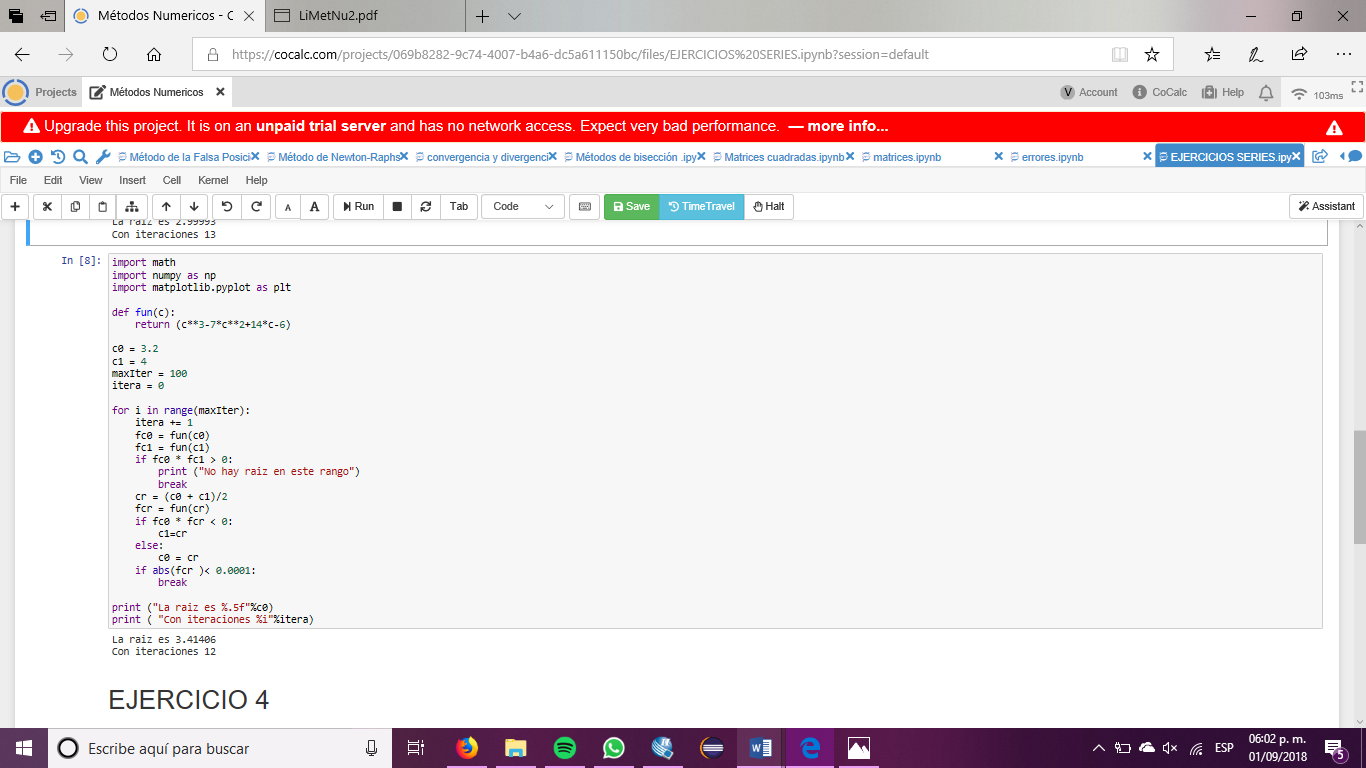 Métodos Numericos - C
LiMetNu2.pdf
https://cocalc.com/projects/069b8282-9c74-4007-b4a6-dc5a611150bc/files/EJERCICIOS%20SERIES.ipynb?session=default
Projects
Métodos Numericos
Account
CoCalc
Help
103ms
Upgrade this project. It is on an unpaid trial server and has no network access. Expect very bad performance. — more info...
Método de la Falsa Posici
Método de Newton-Raphs
convergencia y divergenci
Métodos de bisección .ipy
Matrices cuadradas.ipynb
matrices.ipynb
errores.ipynb
EJERCICIOS SERIES.ipy
File Edit View Insert Cell Kernel Help
A A Run Tab Code Save TimeTravel Halt Assistant
La raiz es 2.99993
Con iteraciones 13
In [8]:
import math
import numpy as np
import matplotlib.pyplot as plt
def fun(c):
return (c**3-7*c**2+14*c-6)
c0 = 3.2
c1 = 4
maxIter = 100
itera = 0
for i in range(maxIter):
itera += 1
fc0 = fun(c0)
fc1 = fun(c1)
if fc0 * fc1 > 0:
print ("No hay raiz en este rango")
break
cr = (c0 + c1)/2
fcr = fun(cr)
if fc0 * fcr < 0:
c1=cr
else:
c0 = cr
if abs(fcr )< 0.0001:
break
print ("La raiz es %.5f"%c0)
print ( "Con iteraciones %i"%itera)
La raiz es 3.41406
Con iteraciones 12
EJERCICIO 4
Escribe aquí para buscar
ESP
06:02 p. m.
01/09/2018
5